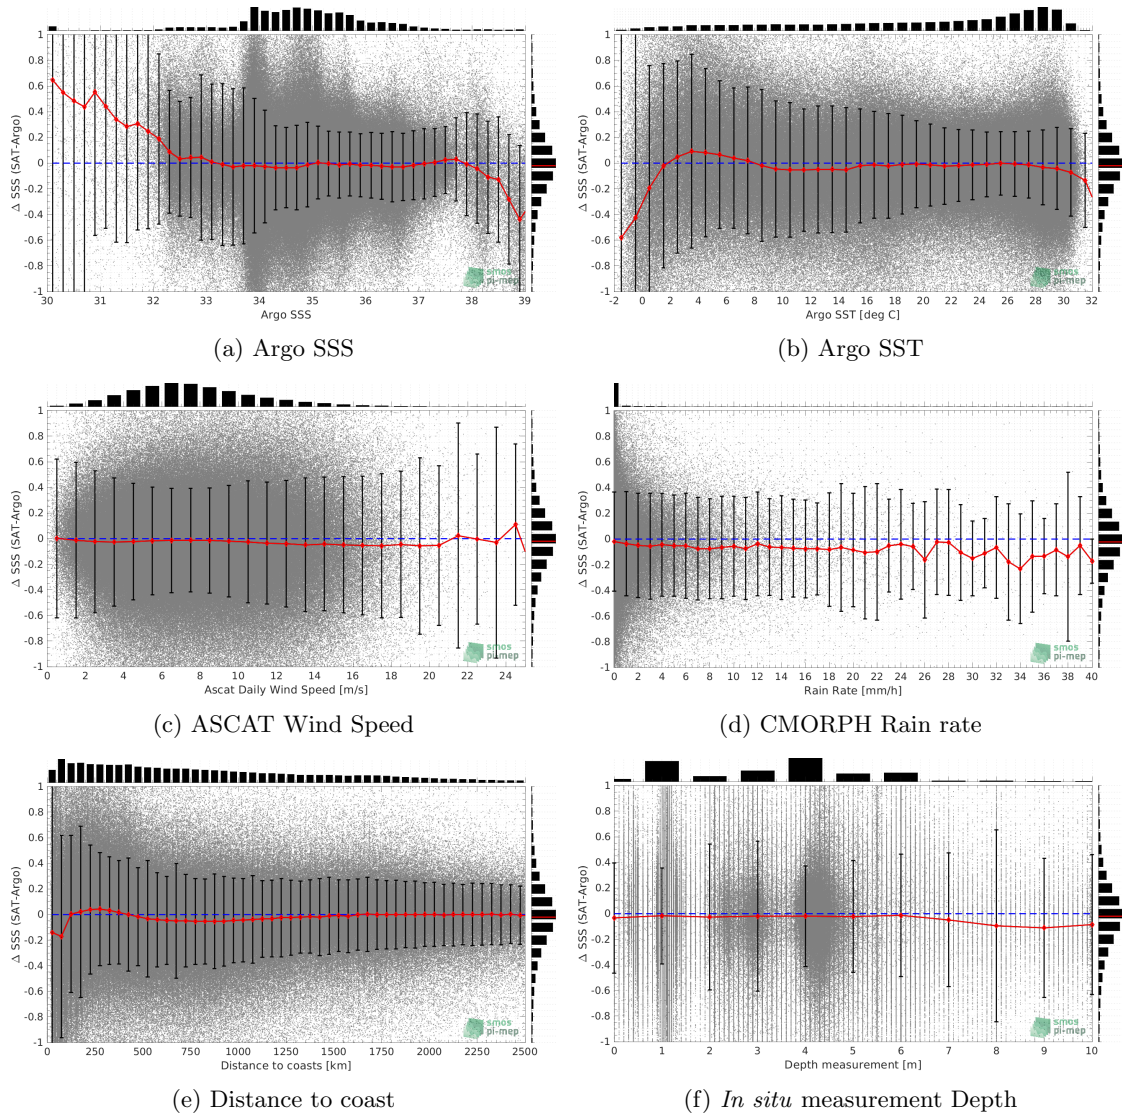 1
0.8
0.6
0.4
0.2
0
-0.2
-0.4
-0.6
-0.8
-1
Δ SSS (SAT-Argo)
30 31 32 33 34 35 36 37 38 39
Argo SSS
smos
pi-mep
(a) Argo SSS
1
0.8
0.6
0.4
0.2
0
-0.2
-0.4
-0.6
-0.8
-1
Δ SSS (SAT-Argo)
-2 0 2 4 6 8 10 12 14 16 18 20 22 24 26 28 30 32
Argo SST [deg C]
smos
pi-mep
(b) Argo SST
1
0.8
0.6
0.4
0.2
0
-0.2
-0.4
-0.6
-0.8
-1
Δ SSS (SAT-Argo)
0 2 4 6 8 10 12 14 16 18 20 22 24
Ascat Daily Wind Speed [m/s]
smos
pi-mep
(c) ASCAT Wind Speed
1
0.8
0.6
0.4
0.2
0
-0.2
-0.4
-0.6
-0.8
-1
Δ SSS (SAT-Argo)
0 2 4 6 8 10 12 14 16 18 20 22 24 26 28 30 32 34 36 38 40
Rain Rate [mm/h]
smos
pi-mep
(d) CMORPH Rain rate
1
0.8
0.6
0.4
0.2
0
-0.2
-0.4
-0.6
-0.8
-1
Δ SSS (SAT-Argo)
0 250 500 750 1000 1250 1500 1750 2000 2250 2500
Distance to coasts [km]
smos
pi-mep
(e) Distance to coast
1
0.8
0.6
0.4
0.2
0
-0.2
-0.4
-0.6
-0.8
-1
Δ SSS (SAT-Argo)
0 1 2 3 4 5 6 7 8 9 10
Depth measurement [m]
smos
pi-mep
(f) In situ measurement Depth